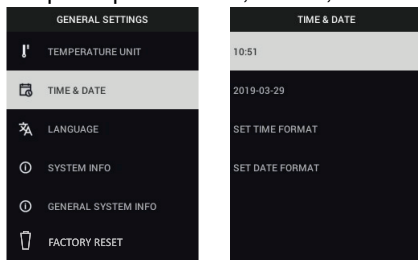 GENERAL SETTINGS
TEMPERATURE UNIT
TIME & DATE
LANGUAGE
SYSTEM INFO
GENERAL SYSTEM INFO
FACTORY RESET
TIME & DATE
10:51
2019-03-29
SET TIME FORMAT
SET DATE FORMAT